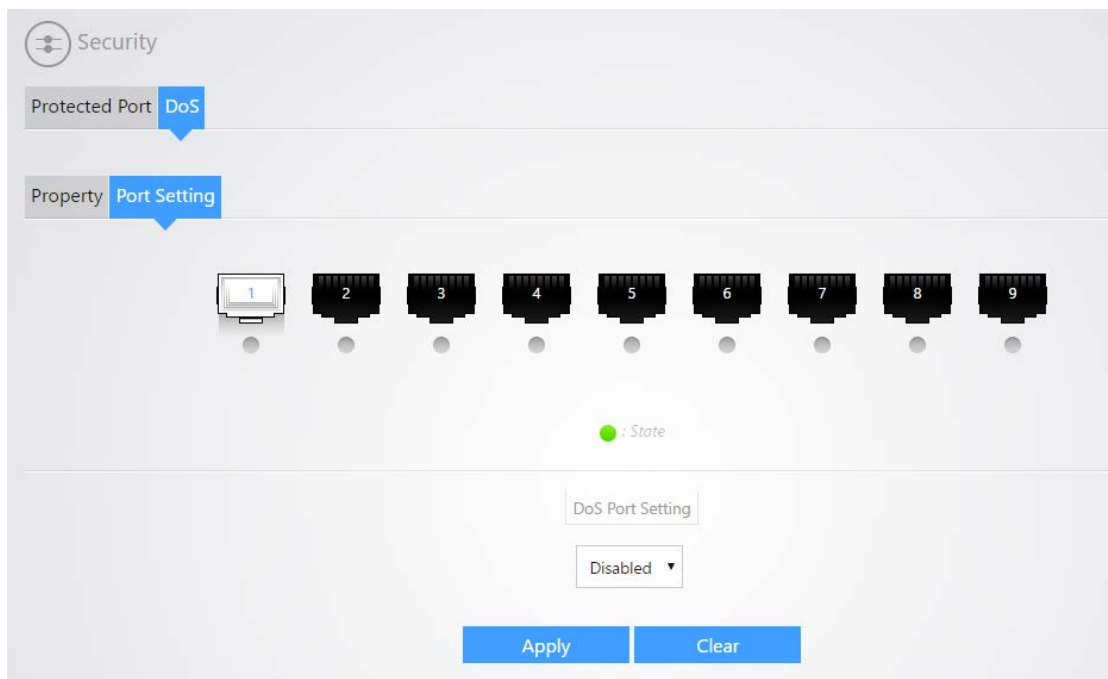 Security
Protected Port DoS
Property Port Setting
1 2 3 4 5 6 7 8 9
: State
DoS Port Setting
Disabled
Apply Clear